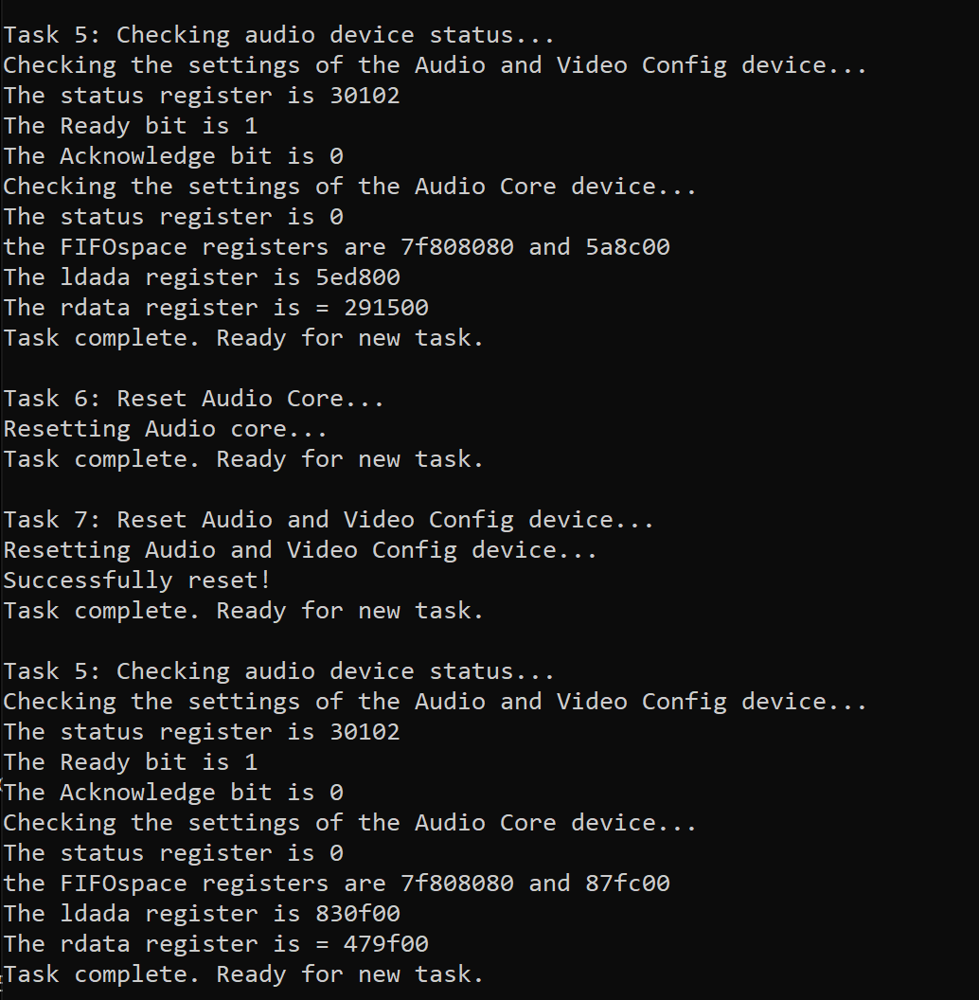 Task 5: Checking audio device status...
Checking the settings of the Audio and Video Config device...
The status register is 30102
The Ready bit is 1
The Acknowledge bit is 0
Checking the settings of the Audio Core device...
The status register is 0
the FIFOspace registers are 7f808080 and 5a8c00
The ldada register is 5ed800
The rdata register is = 291500
Task complete. Ready for new task.

Task 6: Reset Audio Core...
Resetting Audio core...
Task complete. Ready for new task.

Task 7: Reset Audio and Video Config device...
Resetting Audio and Video Config device...
Successfully reset!
Task complete. Ready for new task.

Task 5: Checking audio device status...
Checking the settings of the Audio and Video Config device...
The status register is 30102
The Ready bit is 1
The Acknowledge bit is 0
Checking the settings of the Audio Core device...
The status register is 0
the FIFOspace registers are 7f808080 and 87fc00
The ldada register is 830f00
The rdata register is = 479f00
Task complete. Ready for new task.